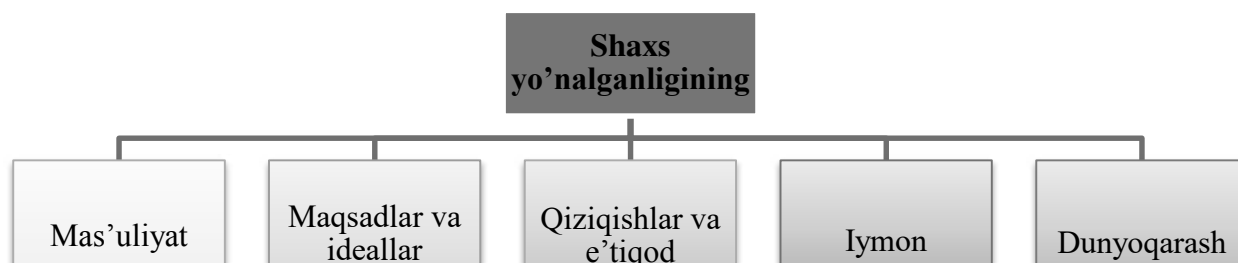 Shaxs
yo’nalganligining
Mas’uliyat
Maqsadlar va
ideallar
Qiziqishlar va
e’tiqod
Iymon
Dunyoqarash